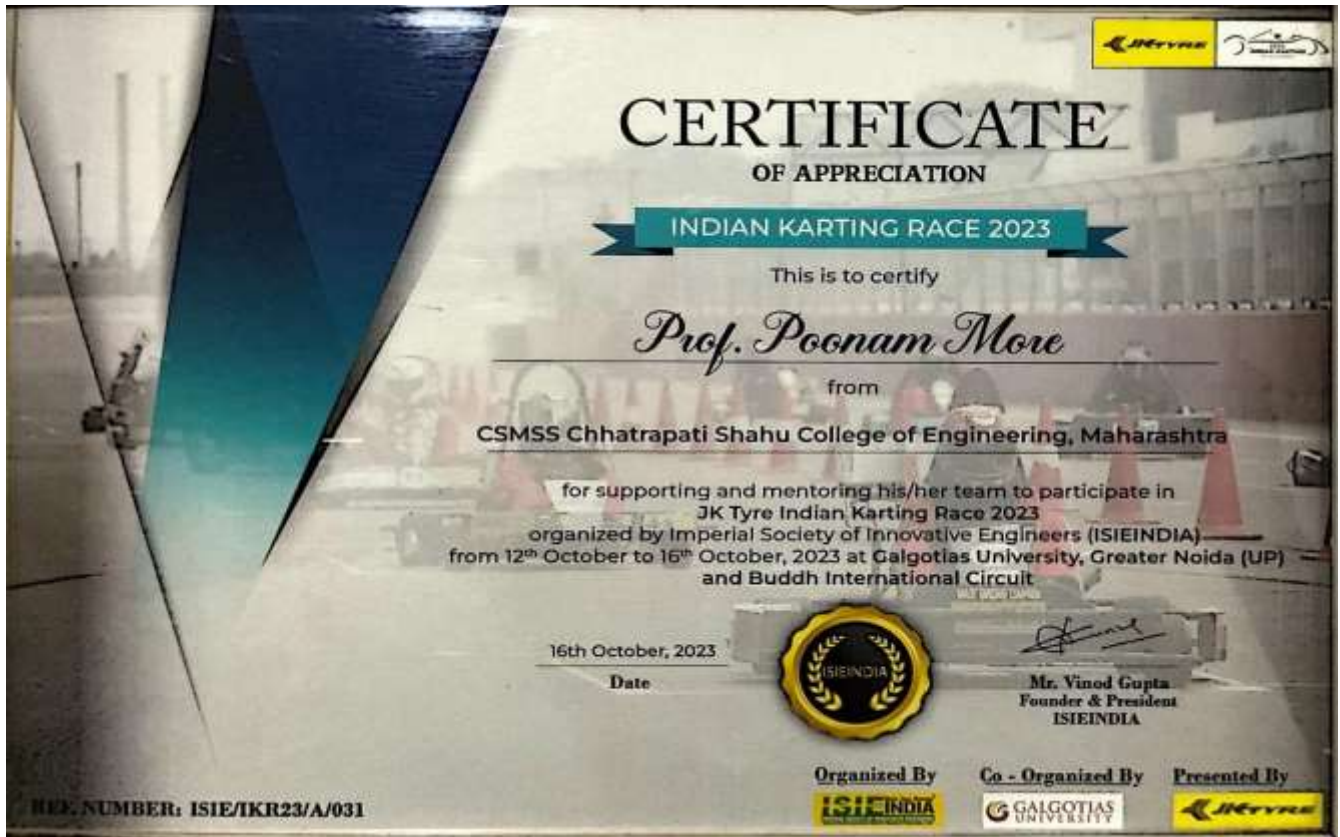 JK TYRE
CERTIFICATE
OF APPRECIATION
INDIAN KARTING RACE 2023
This is to certify
Prof. Poonam More
from
CSMSS Chhatrapati Shahu College of Engineering, Maharashtra
for supporting and mentoring his/her team to participate in
JK Tyre Indian Karting Race 2023
organized by Imperial Society of Innovative Engineers (ISIEINDIA)
from 12th October to 16th October, 2023 at Galgotias University, Greater Noida (UP)
and Buddh International Circuit
16th October, 2023
Date
ISIEINDIA
Mr. Vinod Gupta
Founder & President
ISIEINDIA
Organized By
Co - Organized By
Presented By
ISIEINDIA
GALGOTIAS
UNIVERSITY
JK TYRE
REF. NUMBER: ISIE/IKR23/A/031